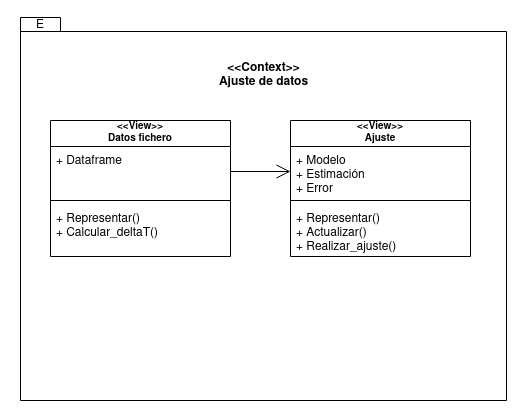 E
<<Context>>
Ajuste de datos
<<View>>
Datos fichero
+ Dataframe
+ Representar()
+ Calcular_deltaT()
<<View>>
Ajuste
+ Modelo
+ Estimación
+ Error
+ Representar()
+ Actualizar()
+ Realizar_ajuste()